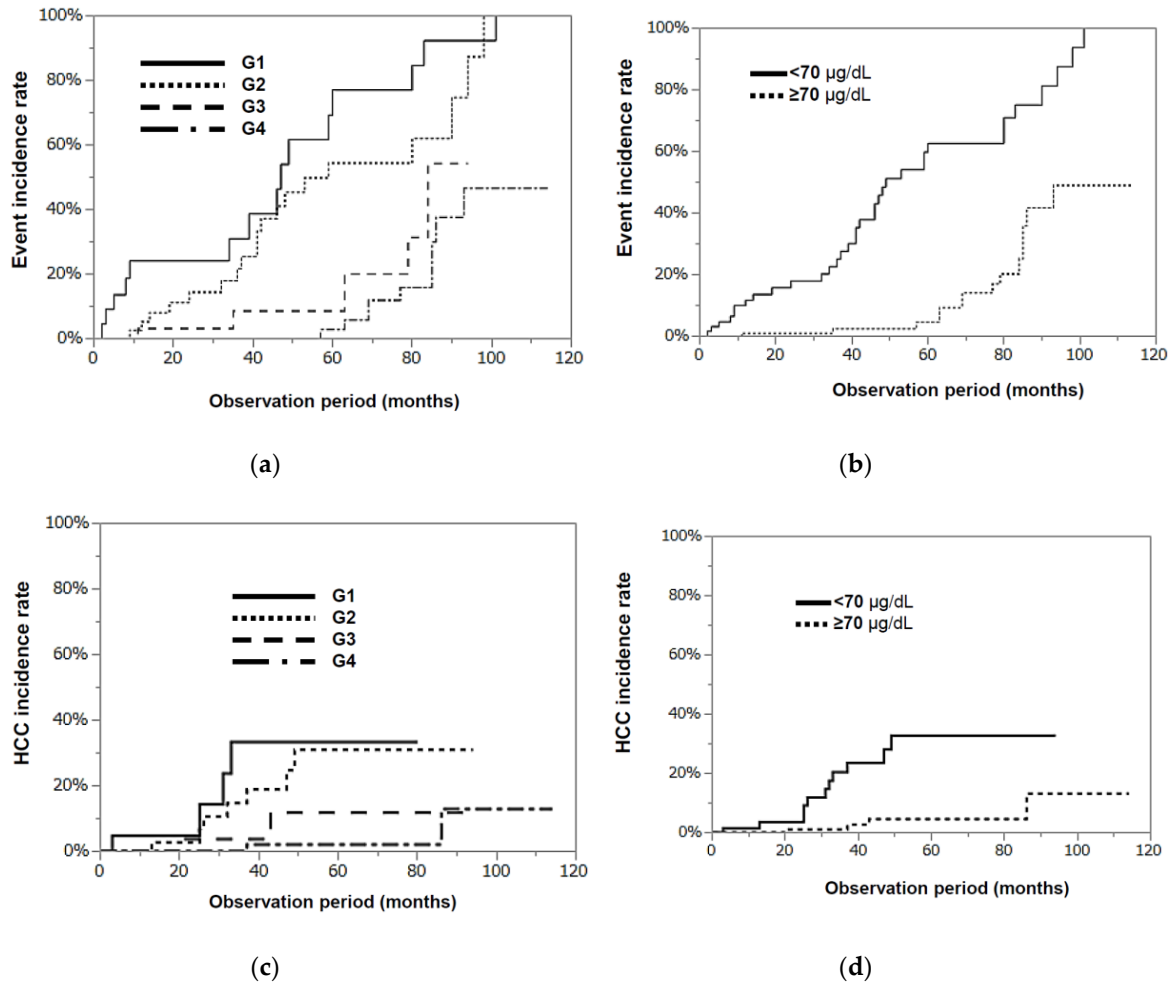 100%
80%
60%
40%
20%
0%
Event incidence rate
G1
G2
G3
G4
0 20 40 60 80 100 120
Observation period (months)
(a)
100%
80%
60%
40%
20%
0%
Event incidence rate
<70 µg/dL
≥70 µg/dL
0 20 40 60 80 100 120
Observation period (months)
(b)
100%
80%
60%
40%
20%
0%
HCC incidence rate
G1
G2
G3
G4
0 20 40 60 80 100 120
Observation period (months)
(c)
100%
80%
60%
40%
20%
0%
HCC incidence rate
<70 µg/dL
≥70 µg/dL
0 20 40 60 80 100 120
Observation period (months)
(d)